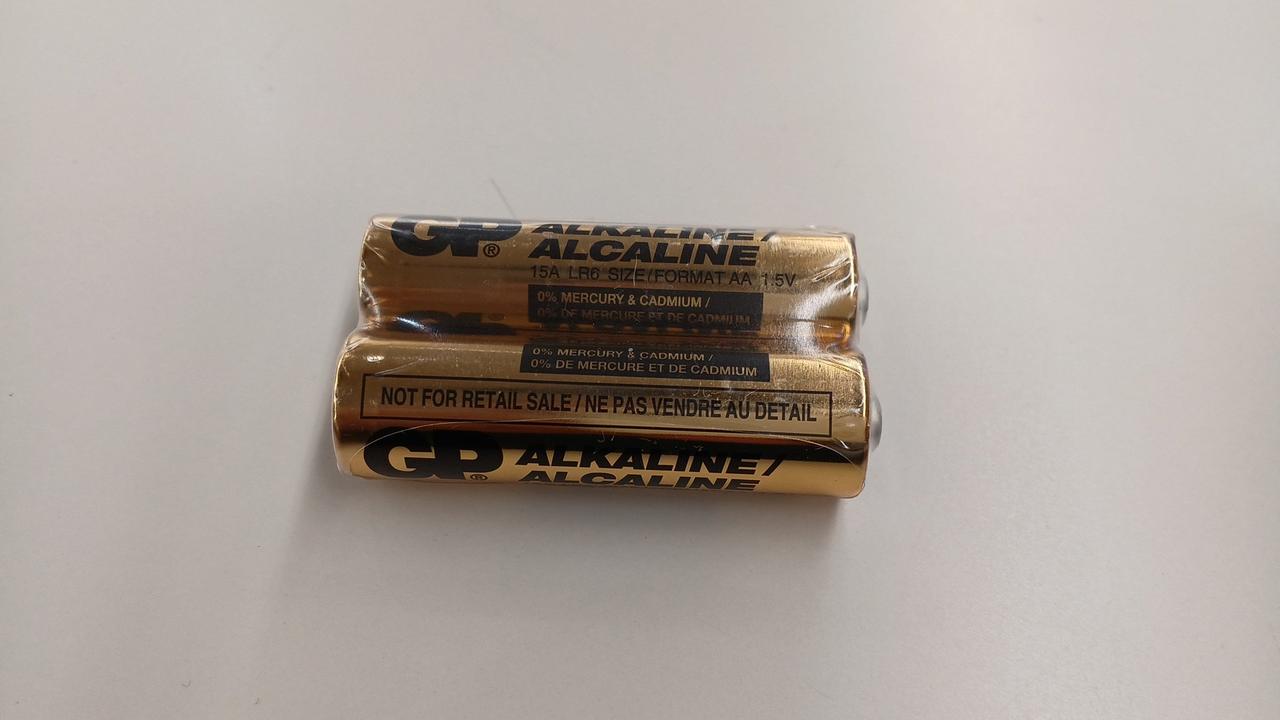 GP® ALKALINE/
ALCALINE
15A LR6 SIZE/FORMAT AA 1.5V
0% MERCURY & CADMIUM /
0% DE MERCURE ET DE CADMIUM
0% MERCURY & CADMIUM /
0% DE MERCURE ET DE CADMIUM
NOT FOR RETAIL SALE / NE PAS VENDRE AU DETAIL
GP® ALKALINE/
ALCALINE